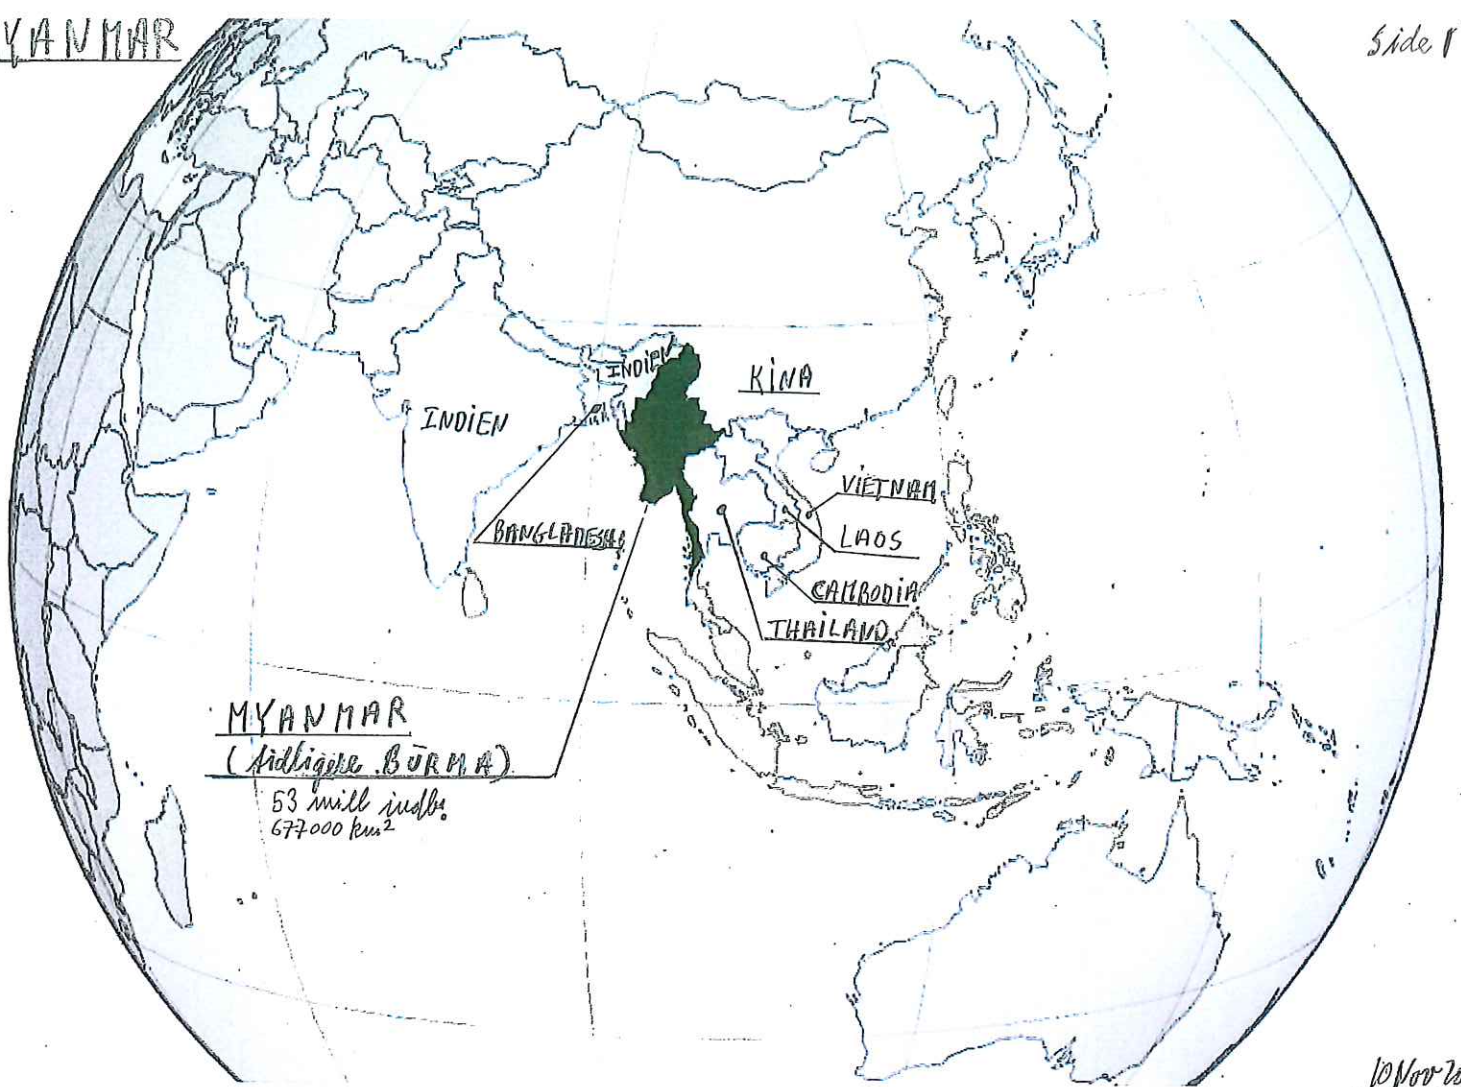 YANMAR
Side 1
INDIEN
KINA
INDIEN
VIETNAM
BANGLADESH
LAOS
CAMBODIA
THAILAND
MYANMAR
(tidligere BURMA)
53 mill indb.
677000 km²
10 Nov 20